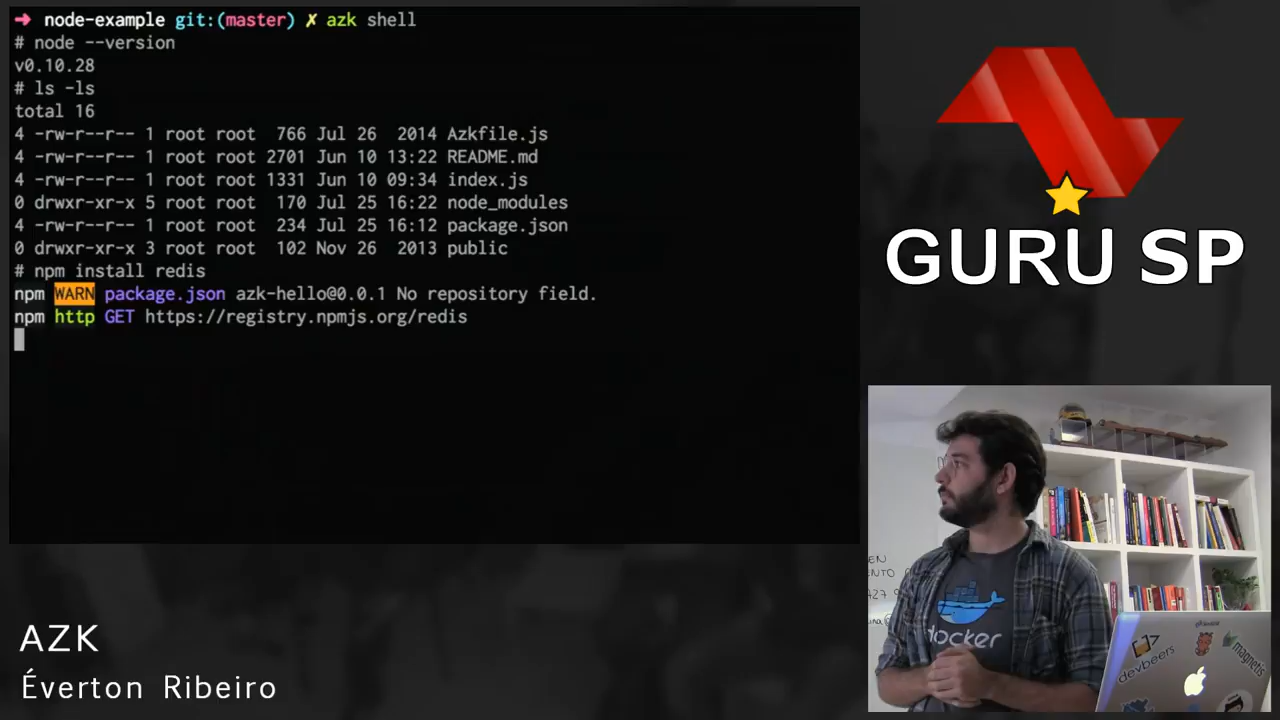 ➜ node-example git:(master) ✗ azk shell
# node --version
v0.10.28
# ls -ls
total 16
4 -rw-r--r-- 1 root root 766 Jul 26 2014 Azkfile.js
4 -rw-r--r-- 1 root root 2701 Jun 10 13:22 README.md
4 -rw-r--r-- 1 root root 1331 Jun 10 09:34 index.js
0 drwxr-xr-x 5 root root 170 Jul 25 16:22 node_modules
4 -rw-r--r-- 1 root root 234 Jul 25 16:12 package.json
0 drwxr-xr-x 3 root root 102 Nov 26 2013 public
# npm install redis
npm WARN package.json azk-hello@0.0.1 No repository field.
npm http GET https://registry.npmjs.org/redis
GURU SP
docker
devbeers
magnetis
AZK
Éverton Ribeiro